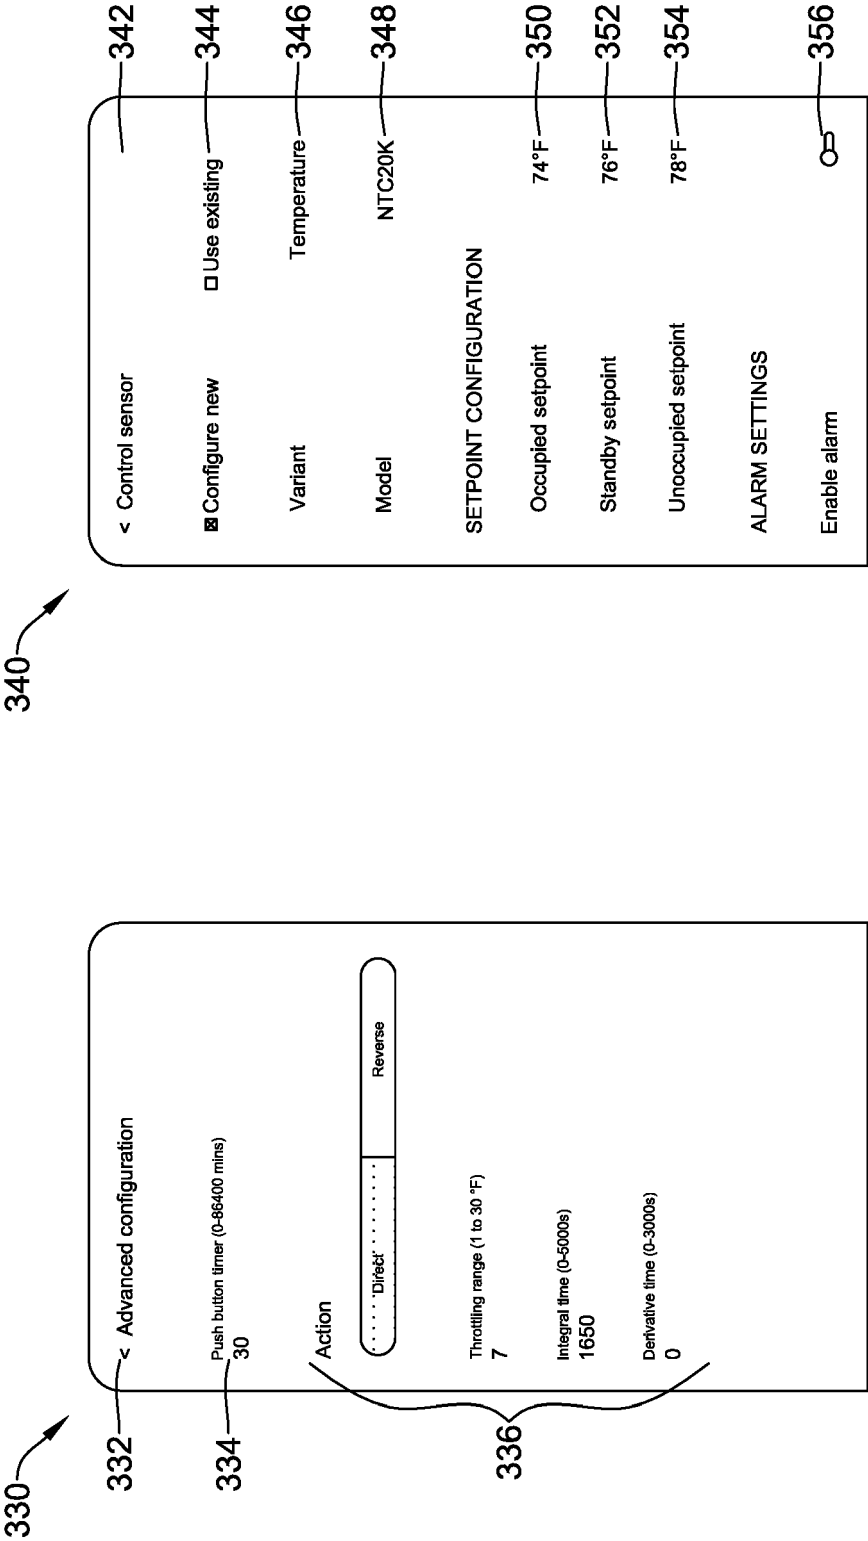 330
332
< Advanced configuration
334
Push button timer (0-86400 mins)
30
Action
Direct Reverse
336
Throttling range (1 to 30 °F)
7
Integral time (0-5000s)
1650
Derivative time (0-3000s)
0
340
< Control sensor 342
☒ Configure new ☐ Use existing 344
Variant Temperature 346
Model NTC20K 348
SETPOINT CONFIGURATION
Occupied setpoint 74°F 350
Standby setpoint 76°F 352
Unoccupied setpoint 78°F 354
ALARM SETTINGS
Enable alarm 356